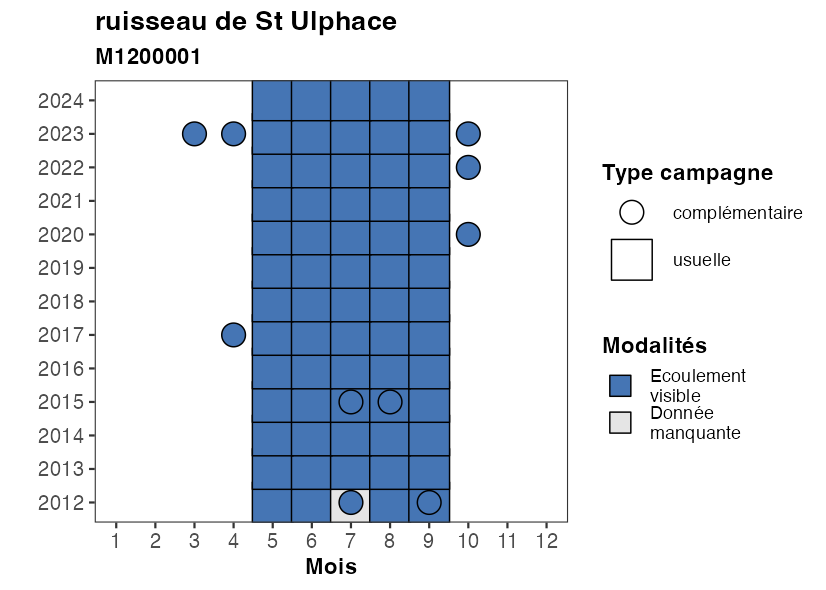 ruisseau de St Ulphace
M1200001
2024
2023
2022
2021
2020
2019
2018
2017
2016
2015
2014
2013
2012
1 2 3 4 5 6 7 8 9 10 11 12
Mois
Type campagne
complémentaire
usuelle
Modalités
Ecoulement
visible
Donnée
manquante